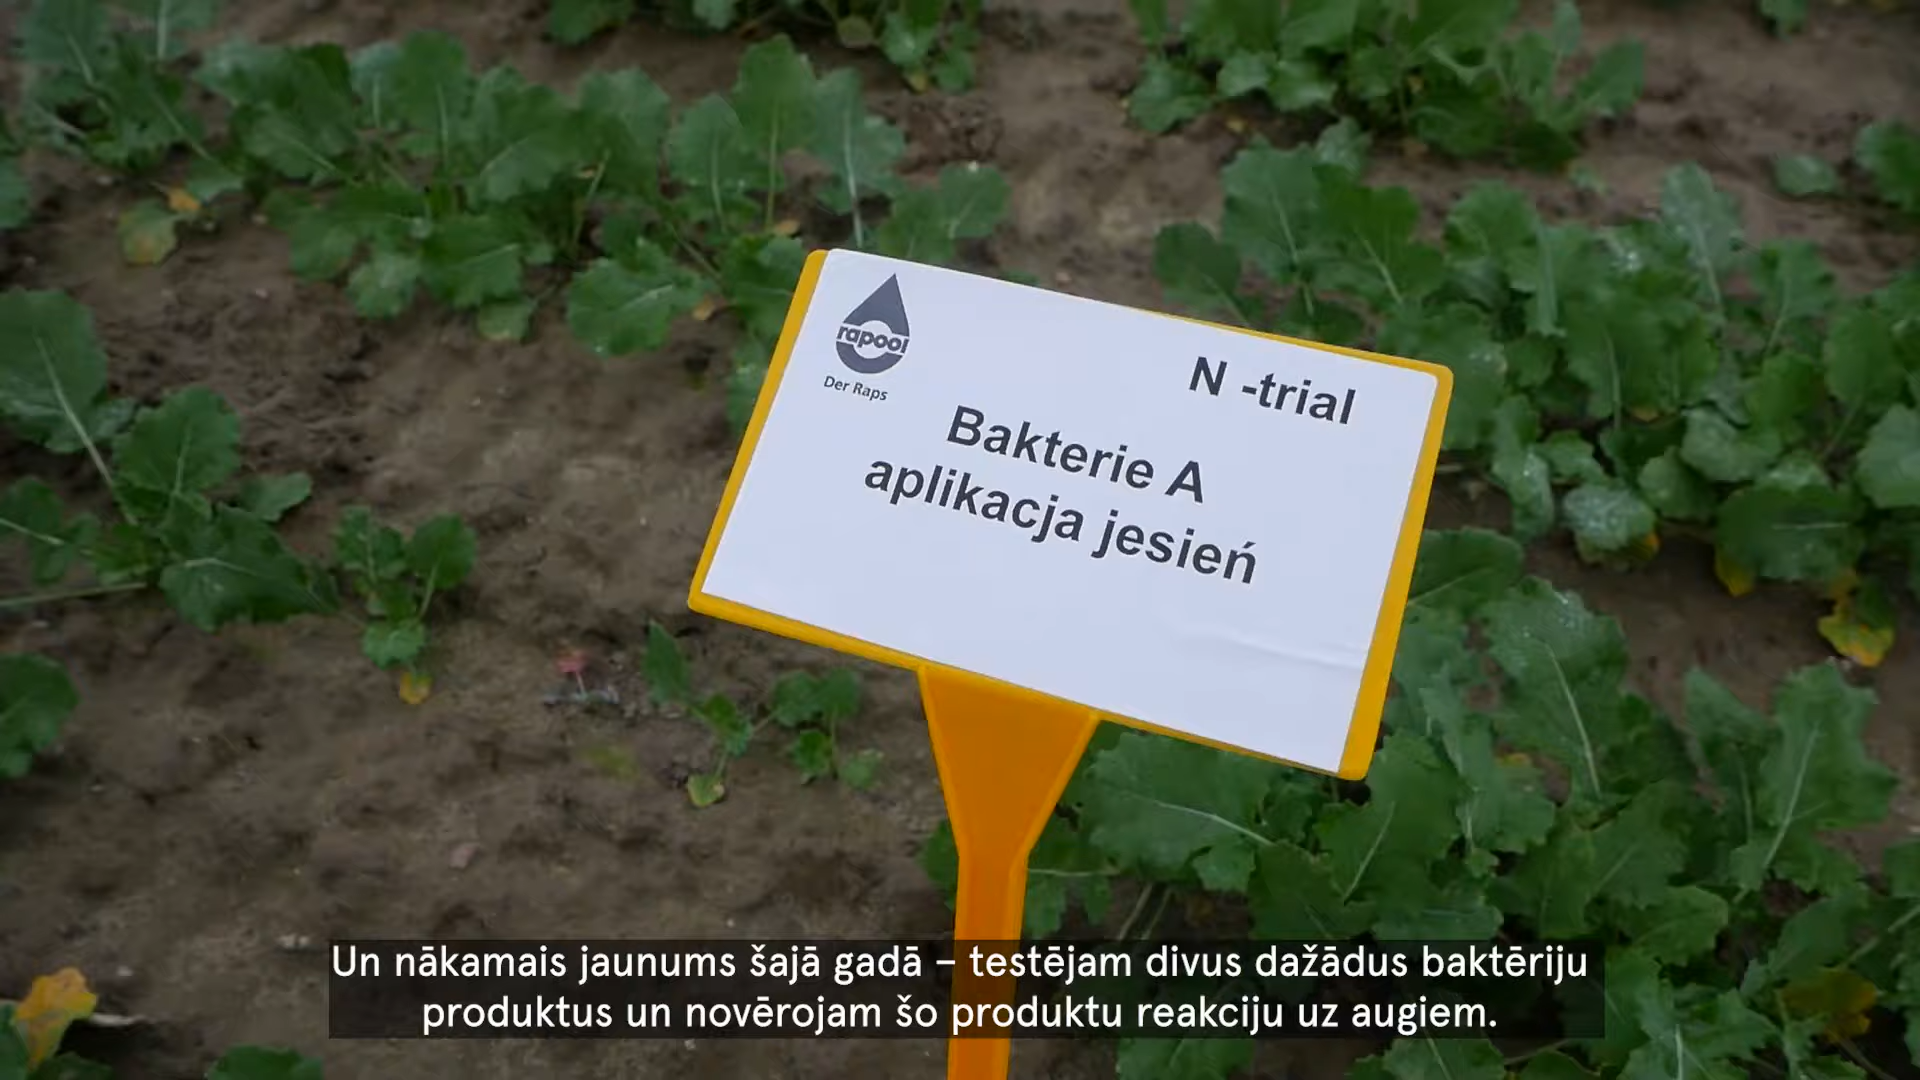 rapool
Der Raps
N -trial
Bakterie A
aplikacja jesień
Un nākamais jaunums šajā gadā – testējam divus dažādus baktēriju
produktus un novērojam šo produktu reakciju uz augiem.